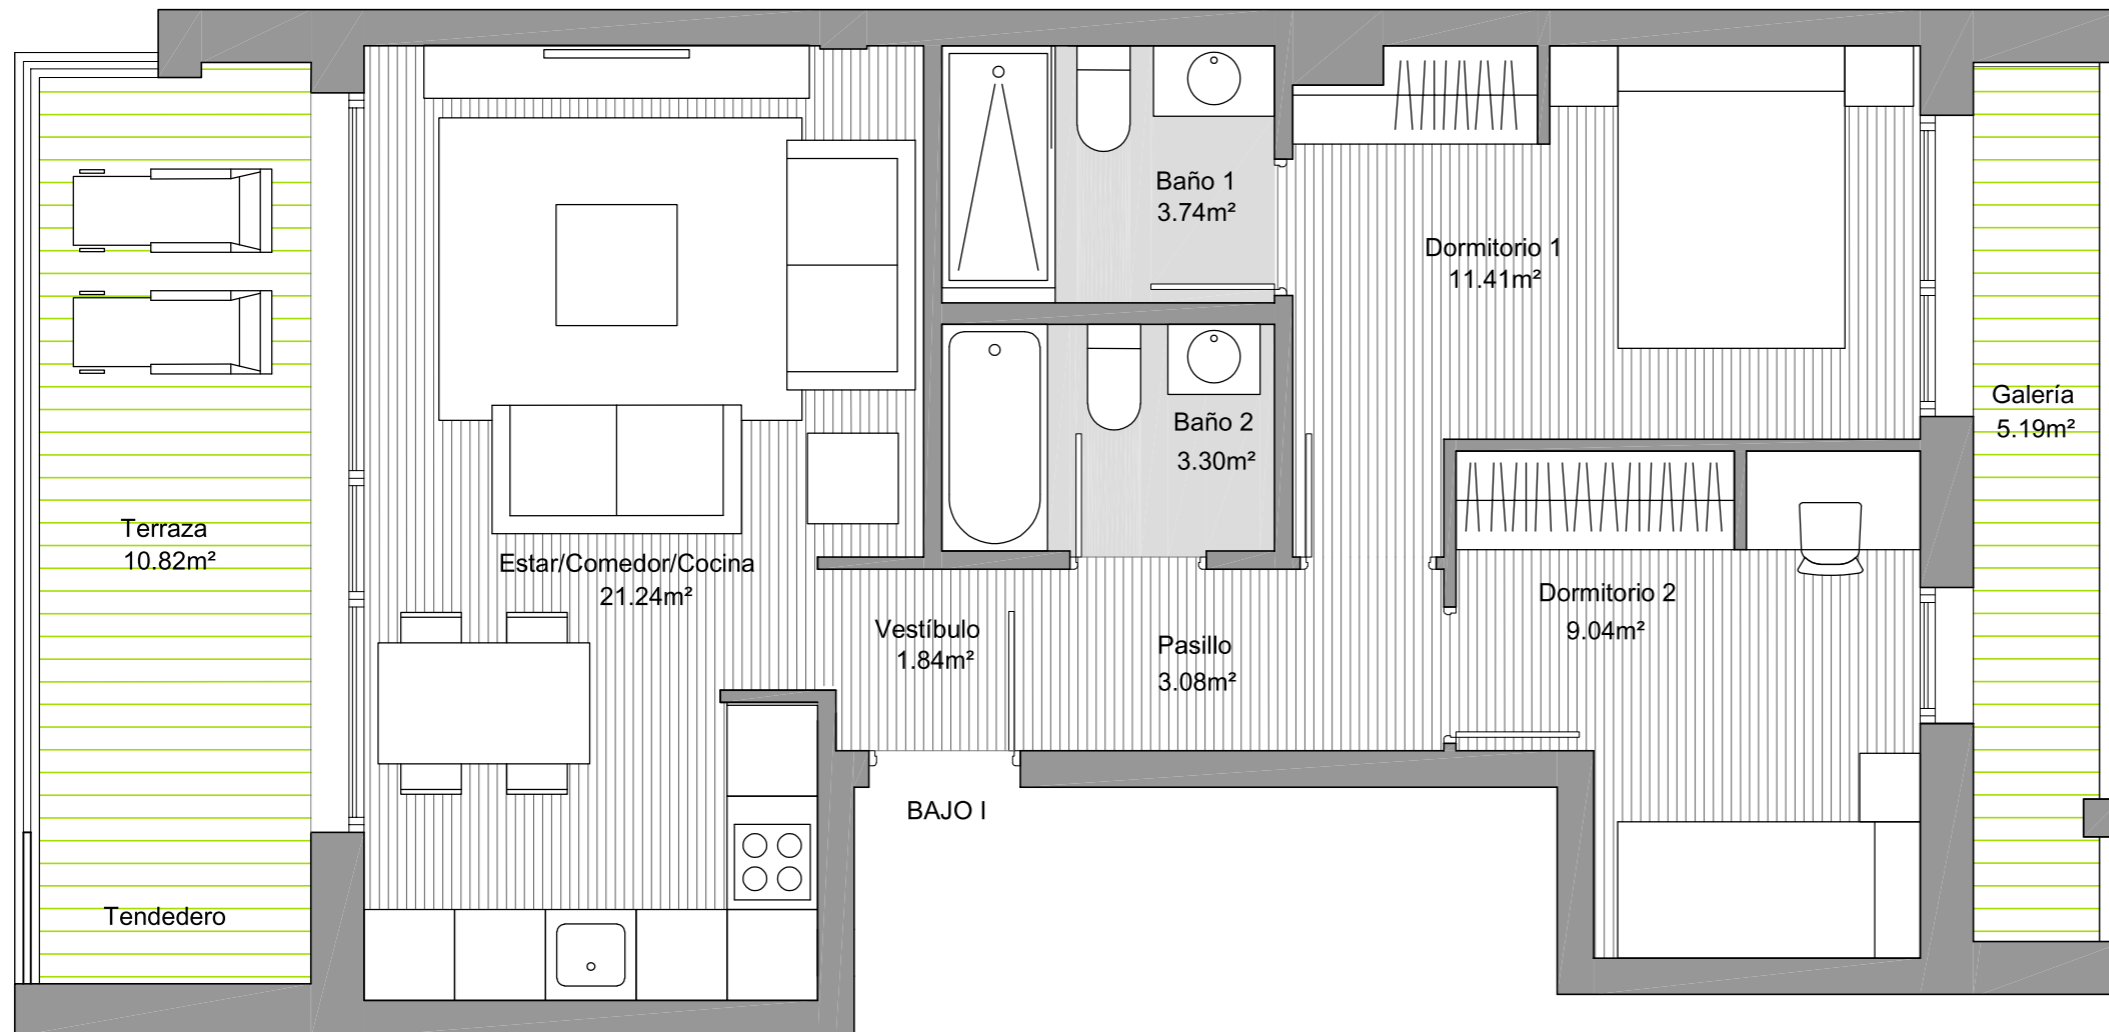 Baño 1
3.74m²
Dormitorio 1
11.41m²
Galería
5.19m²
Baño 2
3.30m²
Terraza
10.82m²
Estar/Comedor/Cocina
21.24m²
Dormitorio 2
9.04m²
Vestíbulo
1.84m²
Pasillo
3.08m²
BAJO I
Tendedero